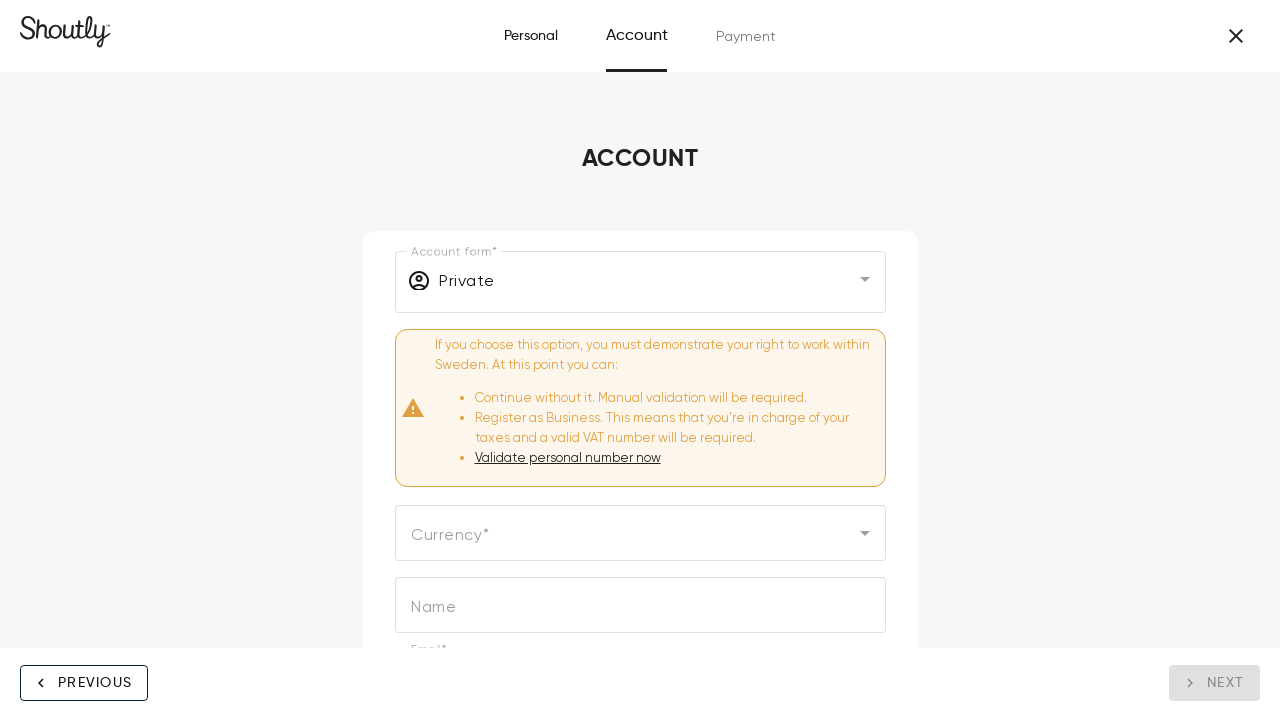 Shoutly
Personal
Account
Payment
ACCOUNT
Account form*
Private
If you choose this option, you must demonstrate your right to work within
Sweden. At this point you can:
Continue without it. Manual validation will be required.
Register as Business. This means that you're in charge of your
taxes and a valid VAT number will be required.
Validate personal number now
Currency*
Name
Email*
PREVIOUS
NEXT